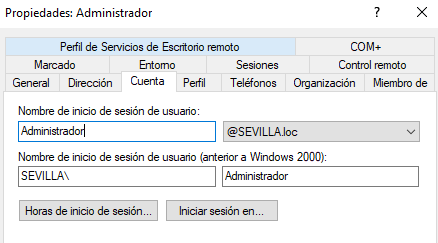 Propiedades: Administrador ? ×
Perfil de Servicios de Escritorio remoto COM+
Marcado Entorno Sesiones Control remoto
General Dirección Cuenta Perfil Teléfonos Organización Miembro de
Nombre de inicio de sesión de usuario:
Administrador @SEVILLA.loc
Nombre de inicio de sesión de usuario (anterior a Windows 2000):
SEVILLA\ Administrador
Horas de inicio de sesión... Iniciar sesión en...